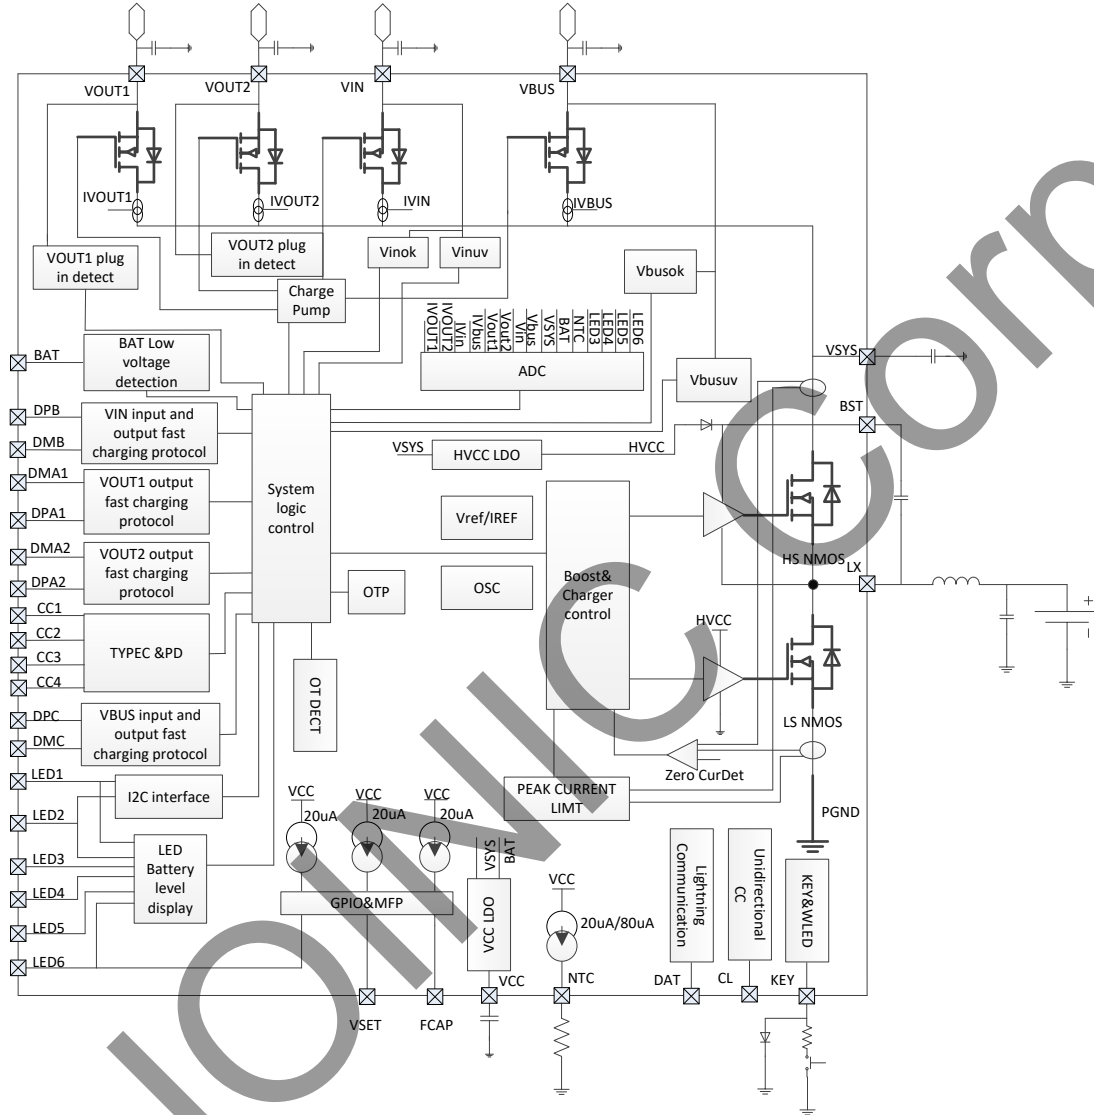 VOUT1
VOUT2
VIN
VBUS
IVOUT1
IVOUT2
IVIN
IVBUS
VOUT1 plug
in detect
VOUT2 plug
in detect
Vinok
Vinuv
Vbusok
Charge
Pump
IVOUT1
IVOUT2
IVin
IVbus
Vout1
Vout2
Vin
Vbus
VSYS
BAT
NTC
LED3
LED4
LED5
LED6
ADC
Vbusuv
VSYS
BAT
BAT Low
voltage
detection
BST
DPB
DMB
VIN input and
output fast
charging protocol
VSYS
HVCC LDO
HVCC
DMA1
DPA1
VOUT1 output
fast charging
protocol
System
logic
control
Vref/IREF
DMA2
DPA2
VOUT2 output
fast charging
protocol
OTP
OSC
Boost&
Charger
control
HS NMOS
LX
CC1
CC2
CC3
CC4
TYPEC &PD
HVCC
+
−
OT DECT
DPC
DMC
VBUS input and
output fast
charging protocol
LS NMOS
Zero CurDet
LED1
LED2
I2C interface
PEAK CURRENT
LIMT
PGND
VCC
20uA
VCC
20uA
VCC
20uA
LED3
LED4
LED5
LED6
LED
Battery
level
display
VSYS
BAT
GPIO&MFP
VCC LDO
VCC
20uA/80uA
Lightning
Communication
Unidirectional
CC
KEY&WLED
VCC
NTC
DAT
CL
KEY
VSET
FCAP
OWIC Corp